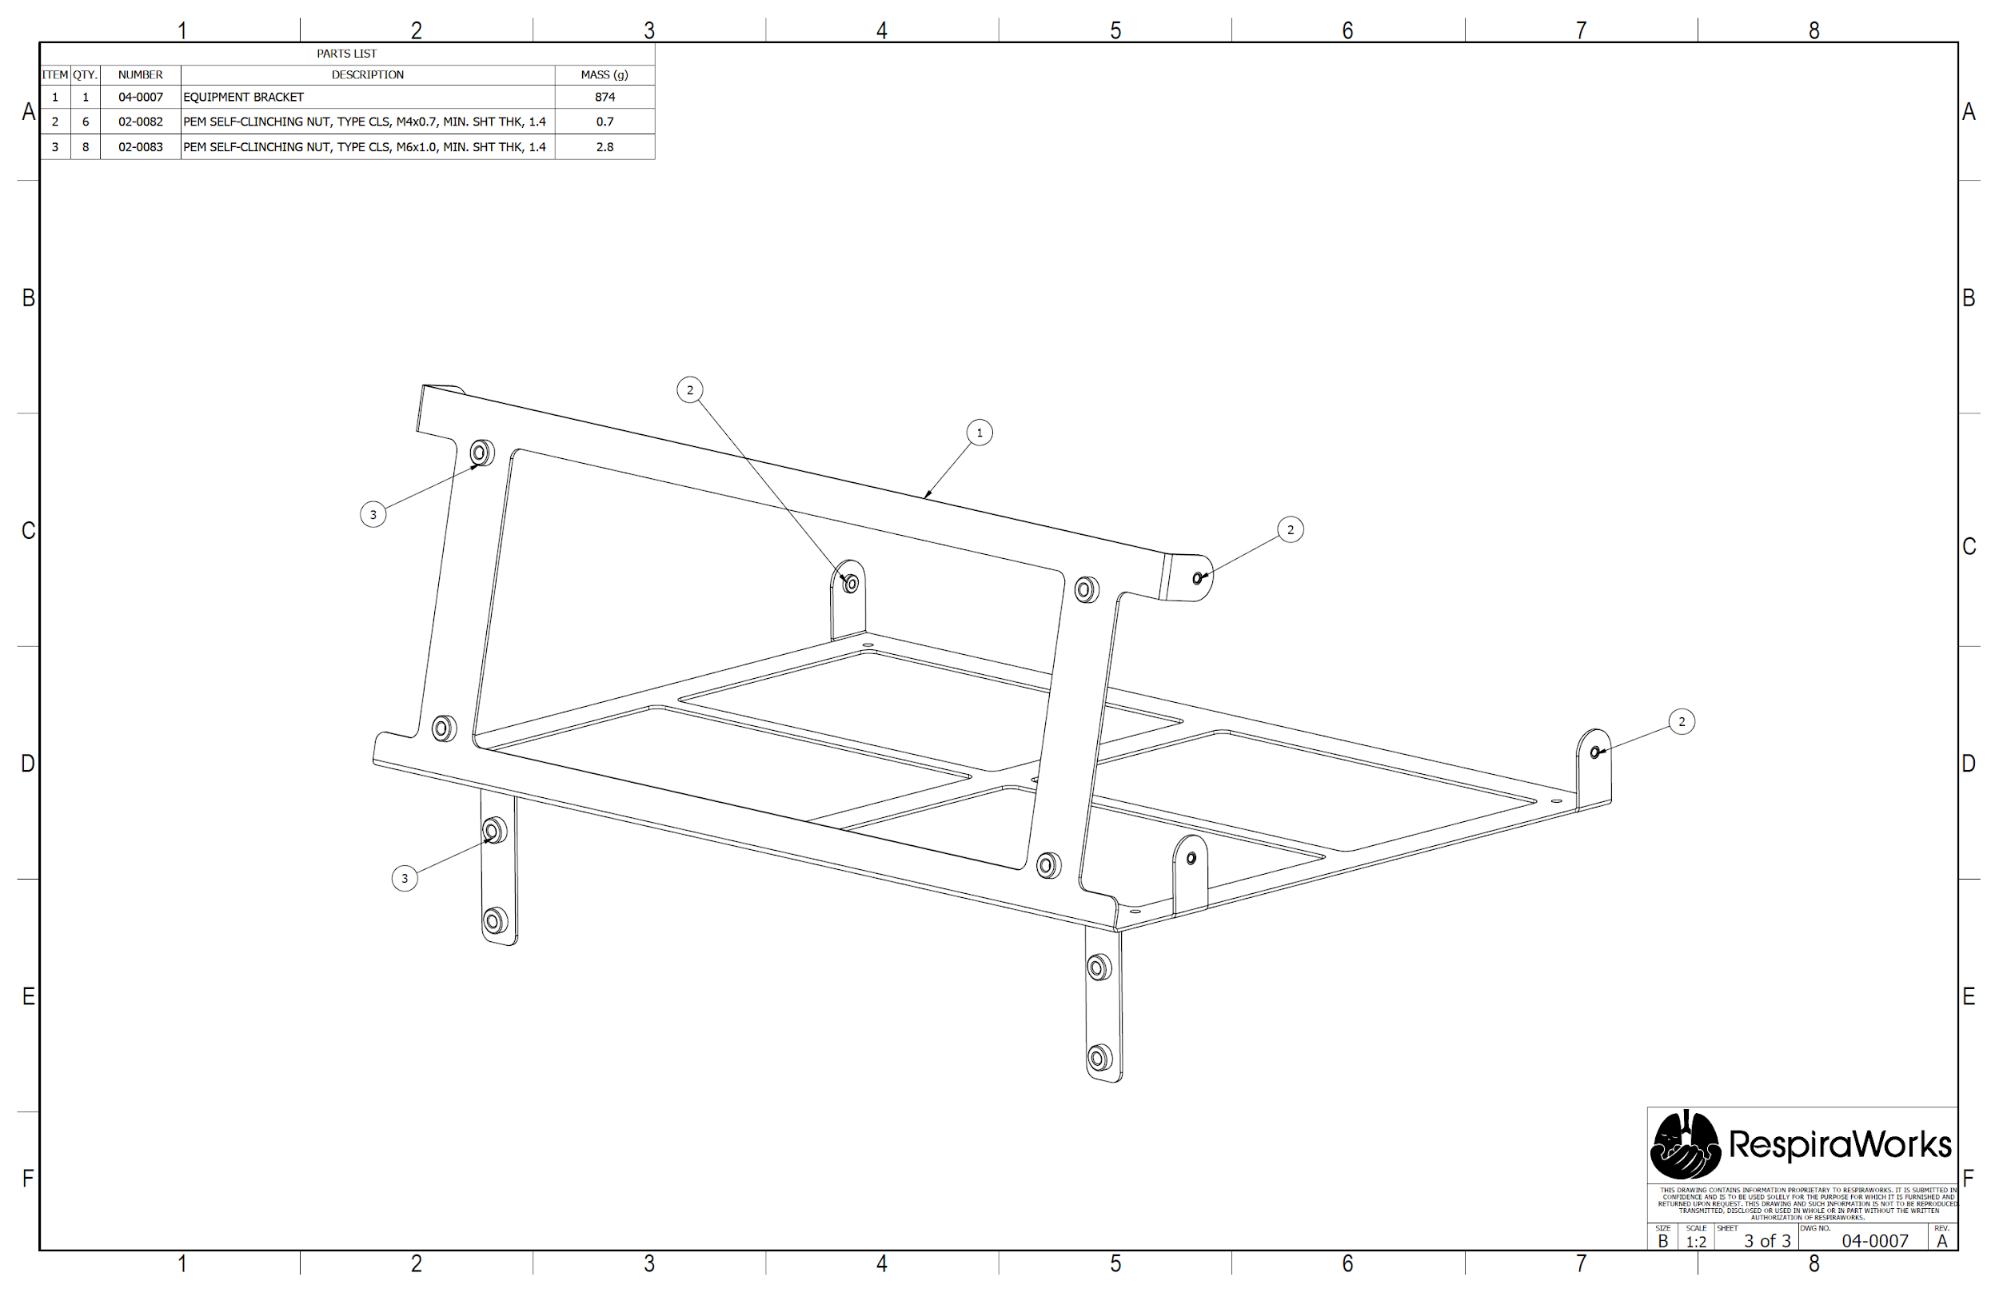 1 2 3 4 5 6 7 8
PARTS LIST
ITEM QTY. NUMBER DESCRIPTION MASS (g)
1 1 04-0007 EQUIPMENT BRACKET 874
2 6 02-0082 PEM SELF-CLINCHING NUT, TYPE CLS, M4x0.7, MIN. SHT THK, 1.4 0.7
3 8 02-0083 PEM SELF-CLINCHING NUT, TYPE CLS, M6x1.0, MIN. SHT THK, 1.4 2.8
A A
B B
2
1
3
2
C C
2
D D
3
E E
RespiraWorks
F F
THIS DRAWING CONTAINS INFORMATION PROPRIETARY TO RESPIRAWORKS. IT IS SUBMITTED IN
CONFIDENCE AND IS TO BE USED SOLELY FOR THE PURPOSE FOR WHICH IT IS FURNISHED AND
RETURNED UPON REQUEST. THIS DRAWING AND SUCH INFORMATION IS NOT TO BE REPRODUCED,
TRANSMITTED, DISCLOSED OR USED IN WHOLE OR IN PART WITHOUT THE WRITTEN
AUTHORIZATION OF RESPIRAWORKS.
SIZE SCALE SHEET DWG NO. REV.
B 1:2 3 of 3 04-0007 A
1 2 3 4 5 6 7 8